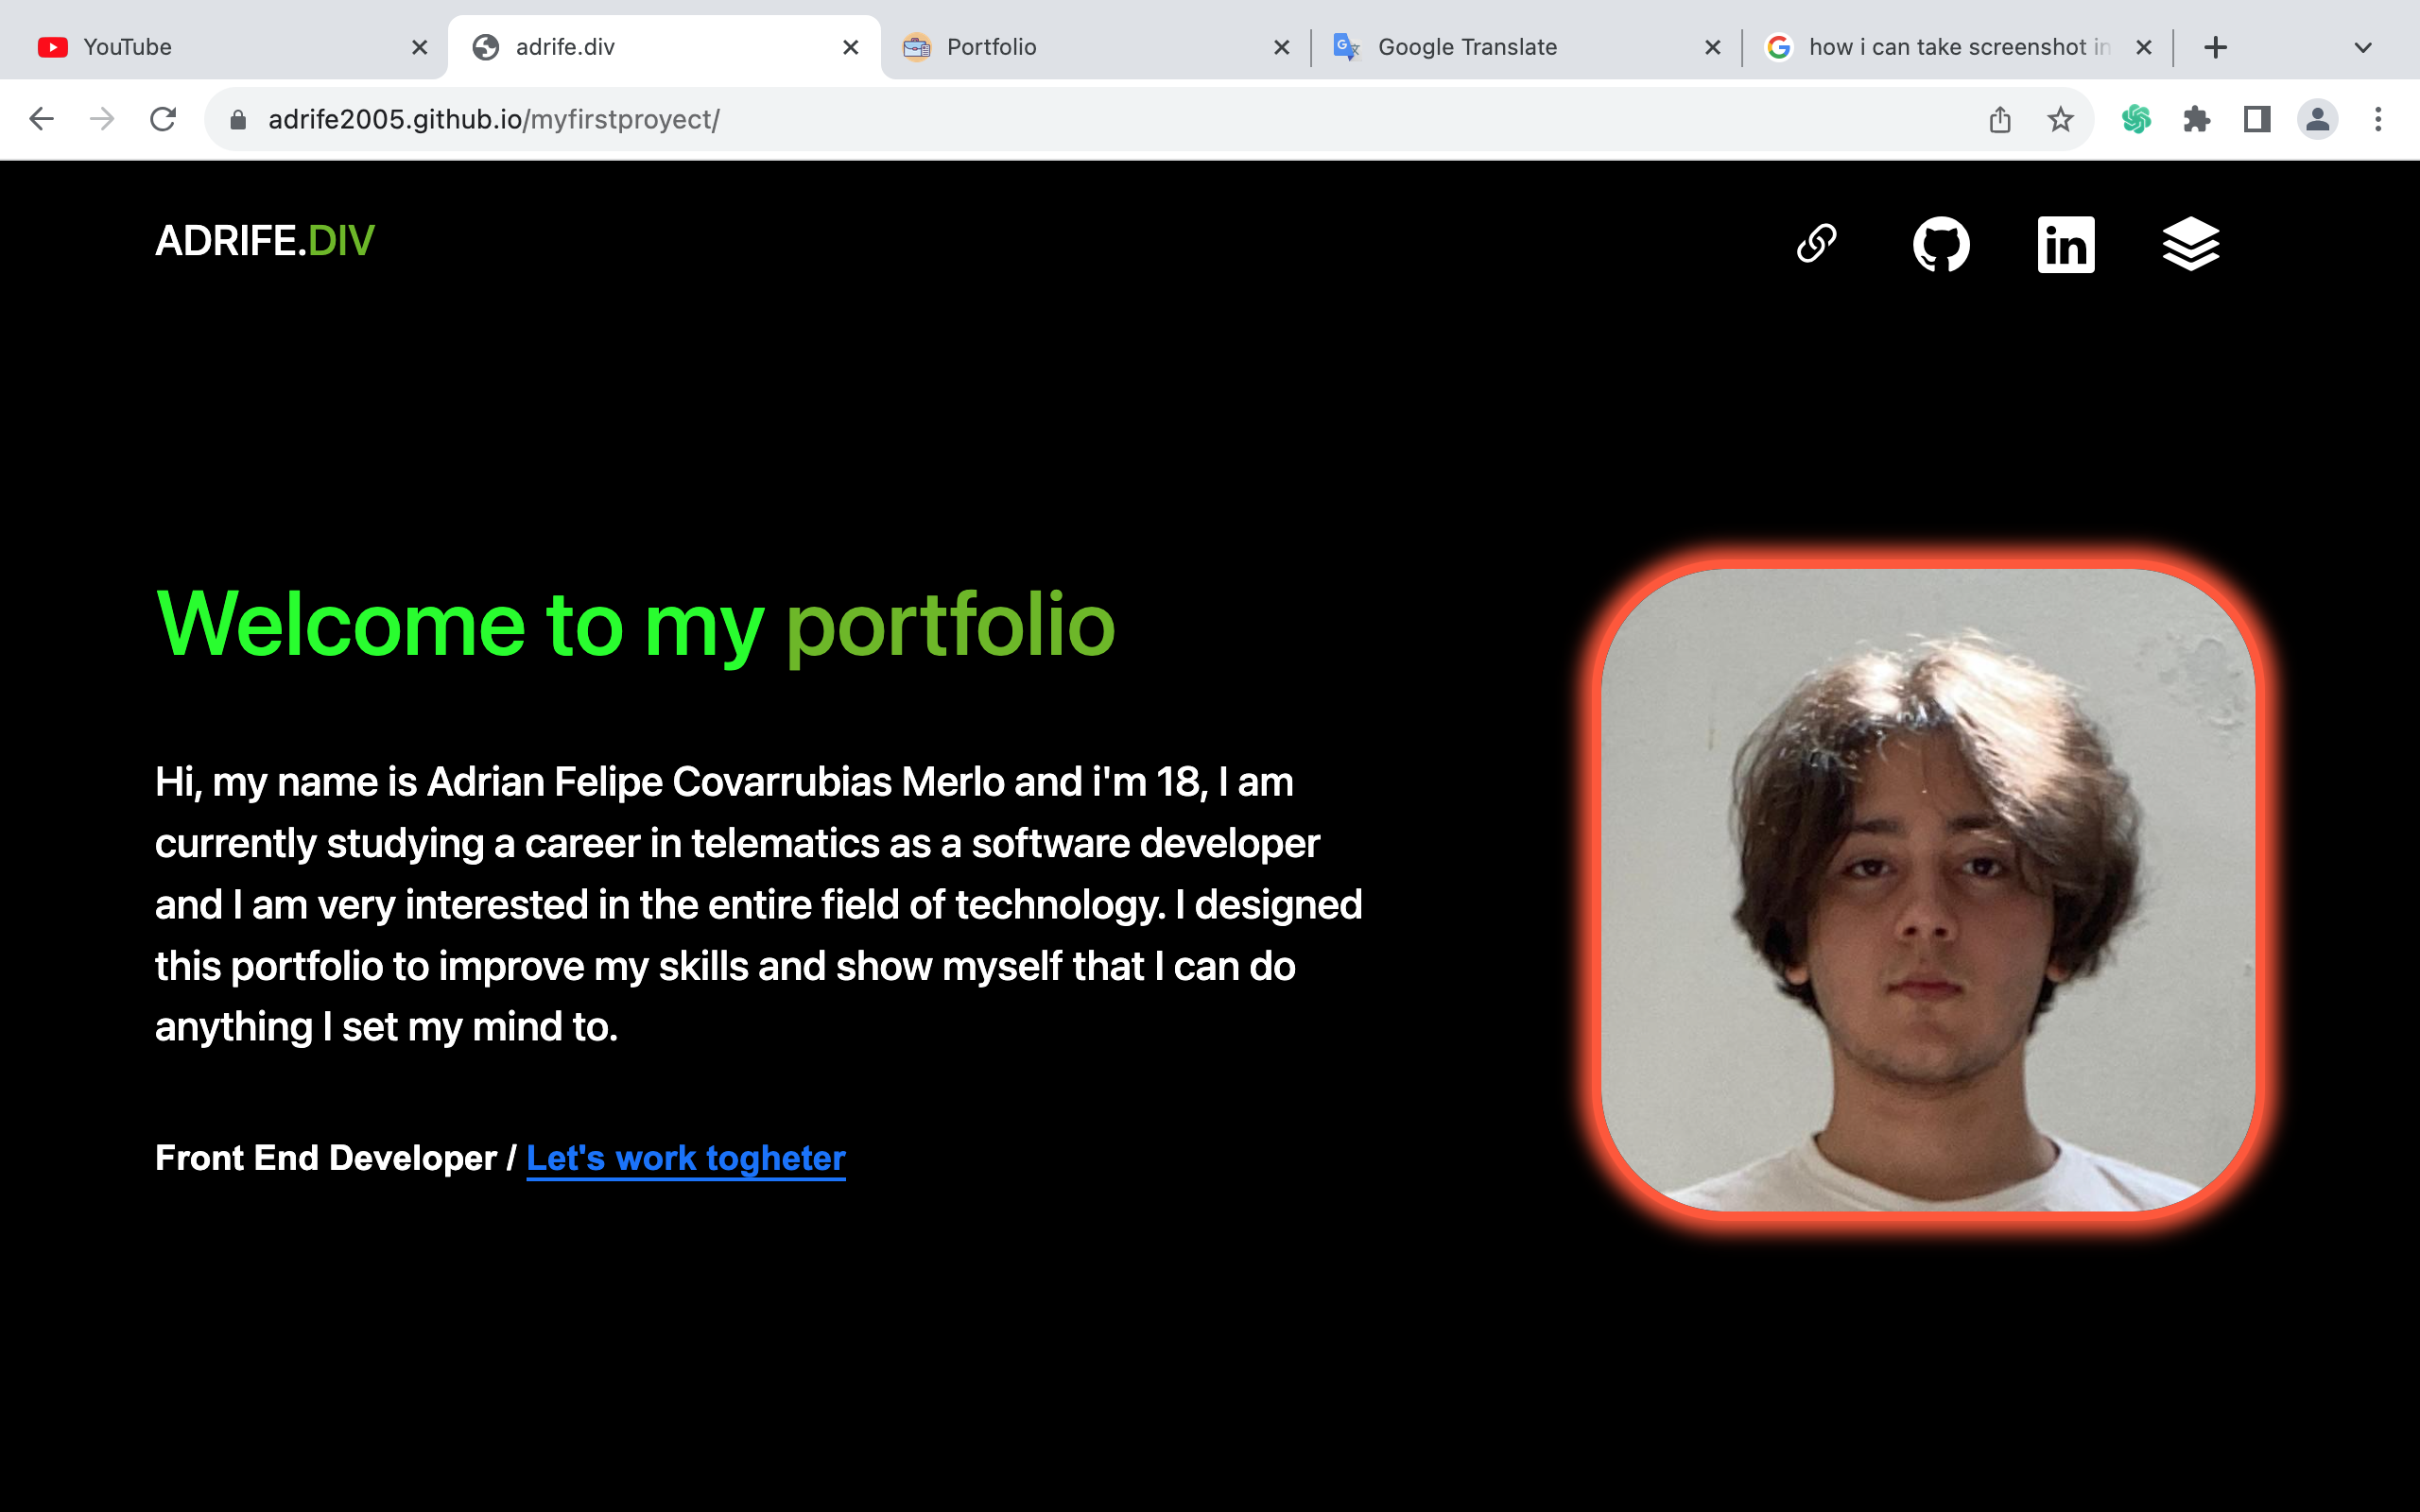 YouTube
adrife.div
Portfolio
Google Translate
how i can take screenshot in
adrife2005.github.io/myfirstproyect/
ADRIFE.DIV
in
Welcome to my portfolio
Hi, my name is Adrian Felipe Covarrubias Merlo and i'm 18, I am
currently studying a career in telematics as a software developer
and I am very interested in the entire field of technology. I designed
this portfolio to improve my skills and show myself that I can do
anything I set my mind to.
Front End Developer / Let's work togheter